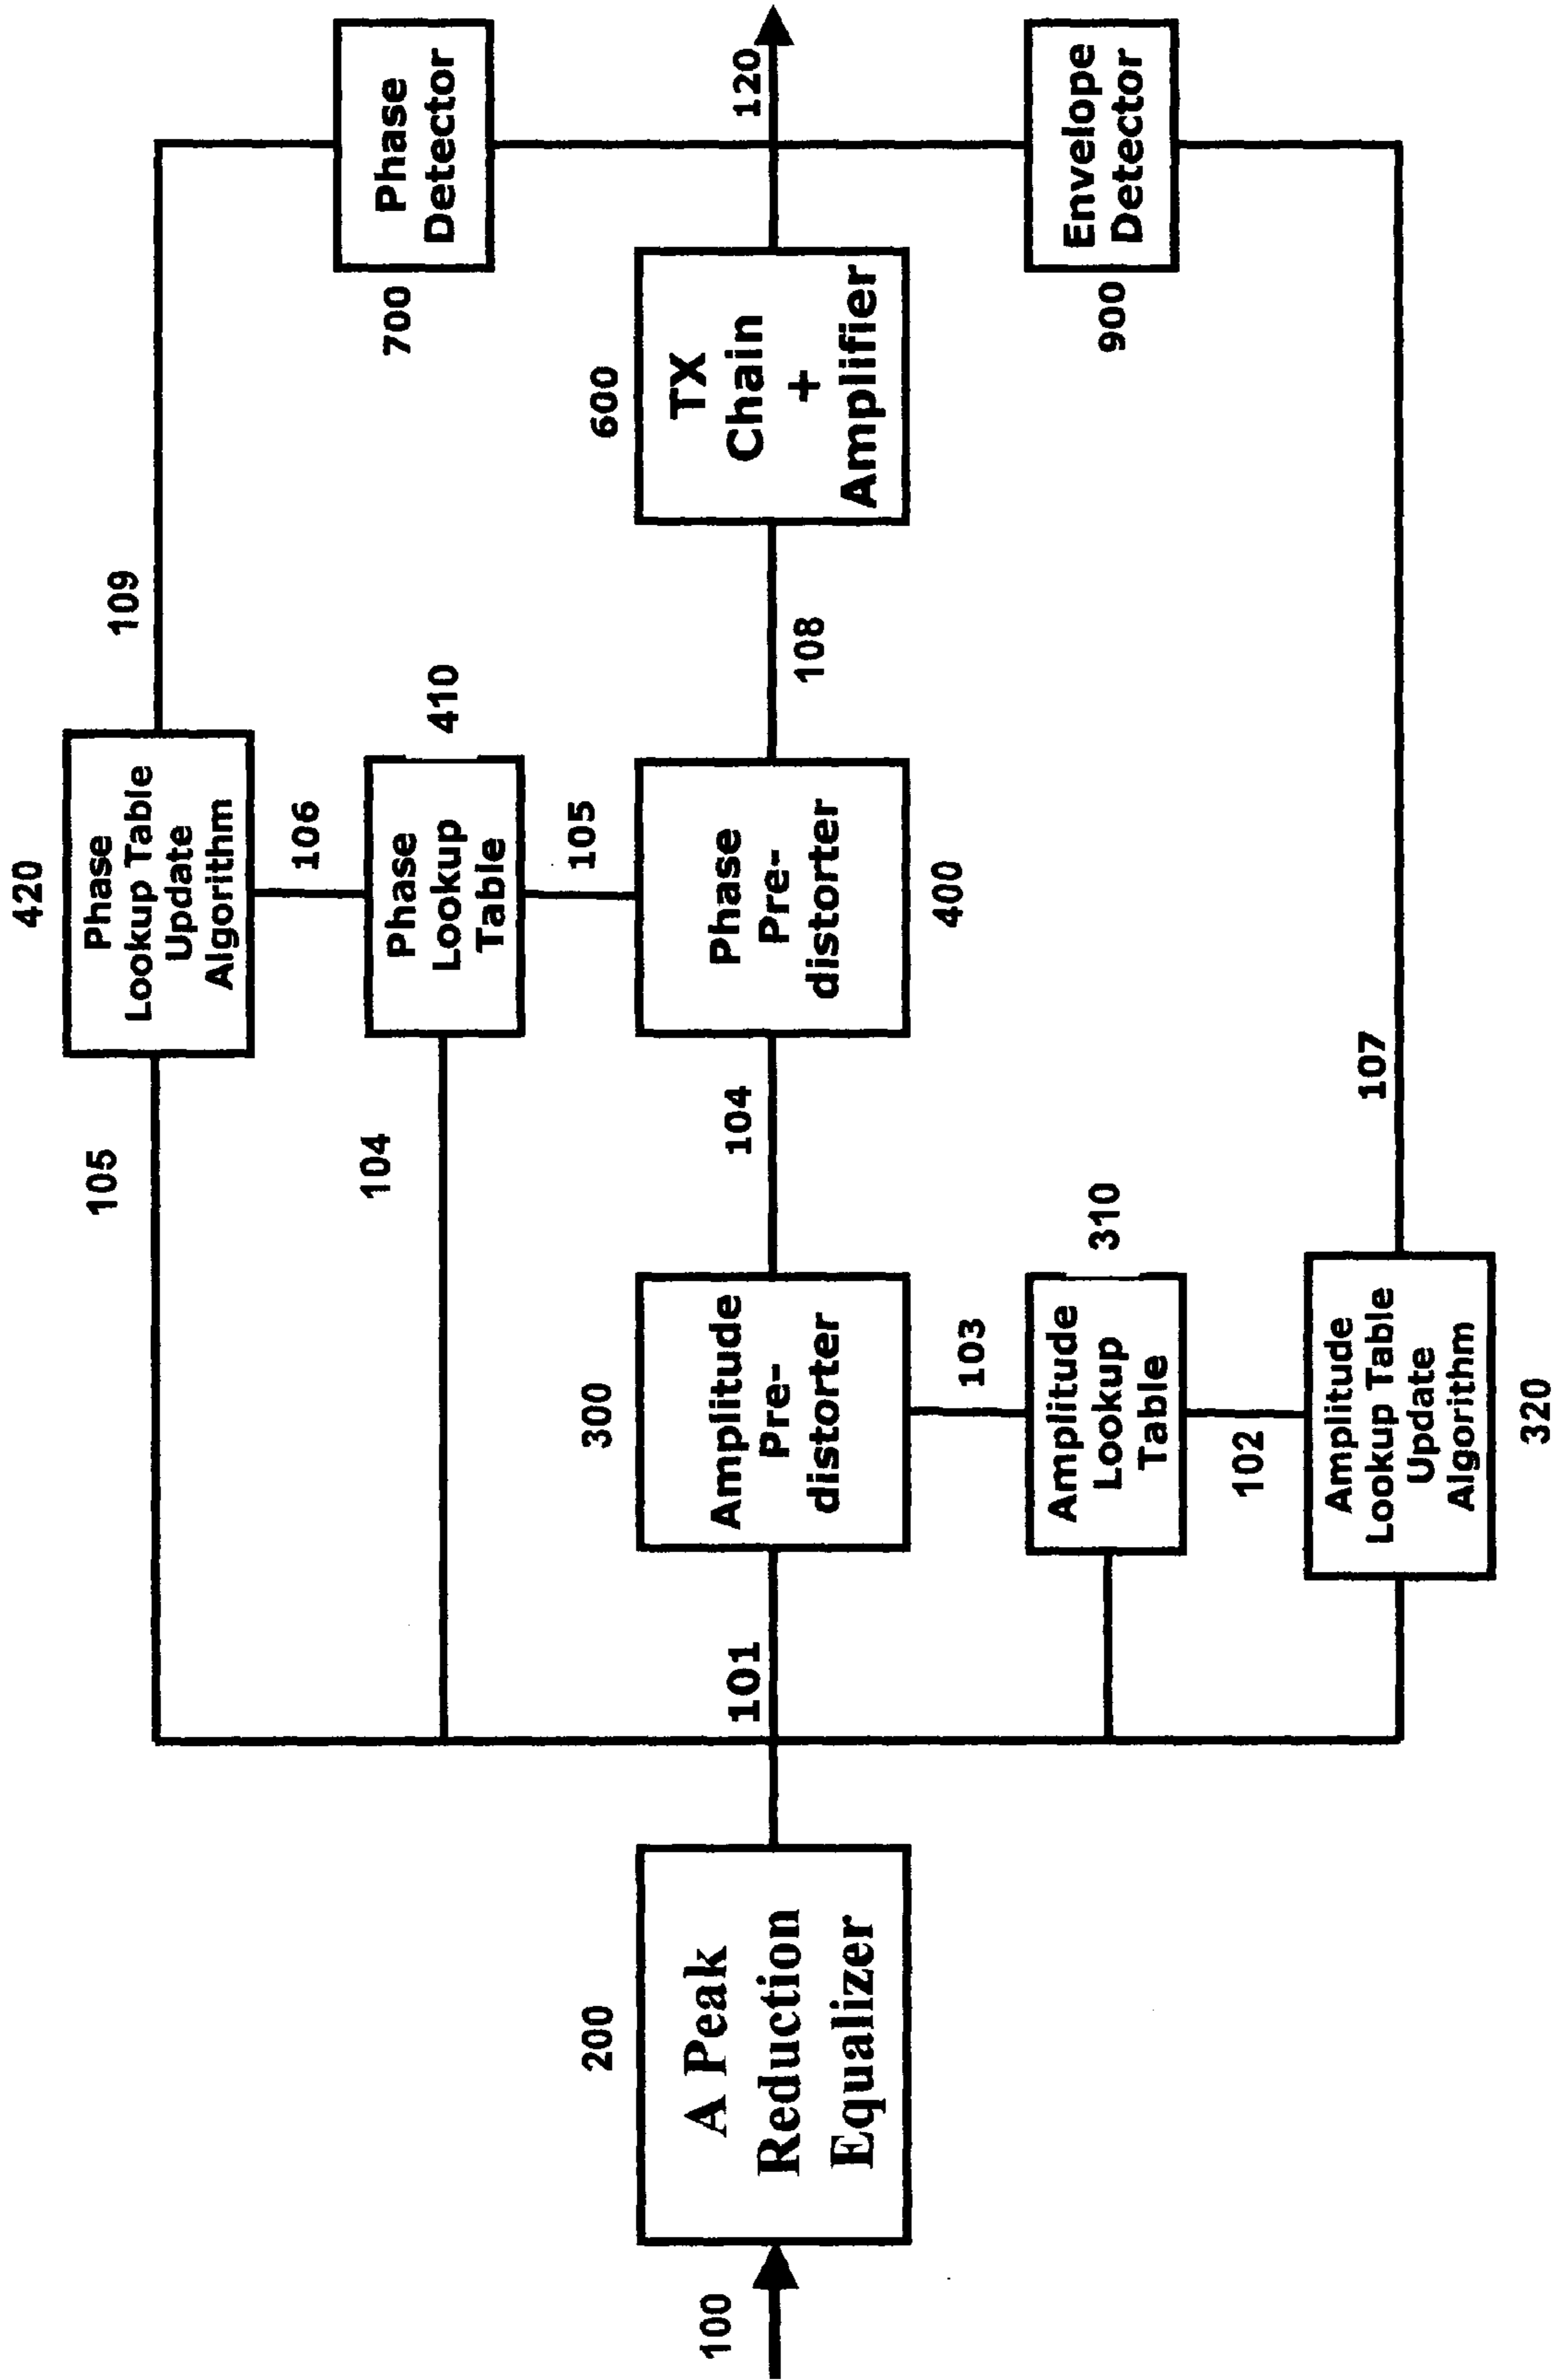 420
Phase
Lookup Table
Update
Algorithm
105
109
106
Phase
Lookup
Table
410
104
105
700
Phase
Detector
100
200
A Peak
Reduction
Equalizer
101
300
Amplitude
Pre-
distorter
104
Phase
Pre-
distorter
400
108
600
TX
Chain
+
Amplifier
120
103
Amplitude
Lookup
Table
310
102
Amplitude
Lookup Table
Update
Algorithm
320
107
900
Envelope
Detector